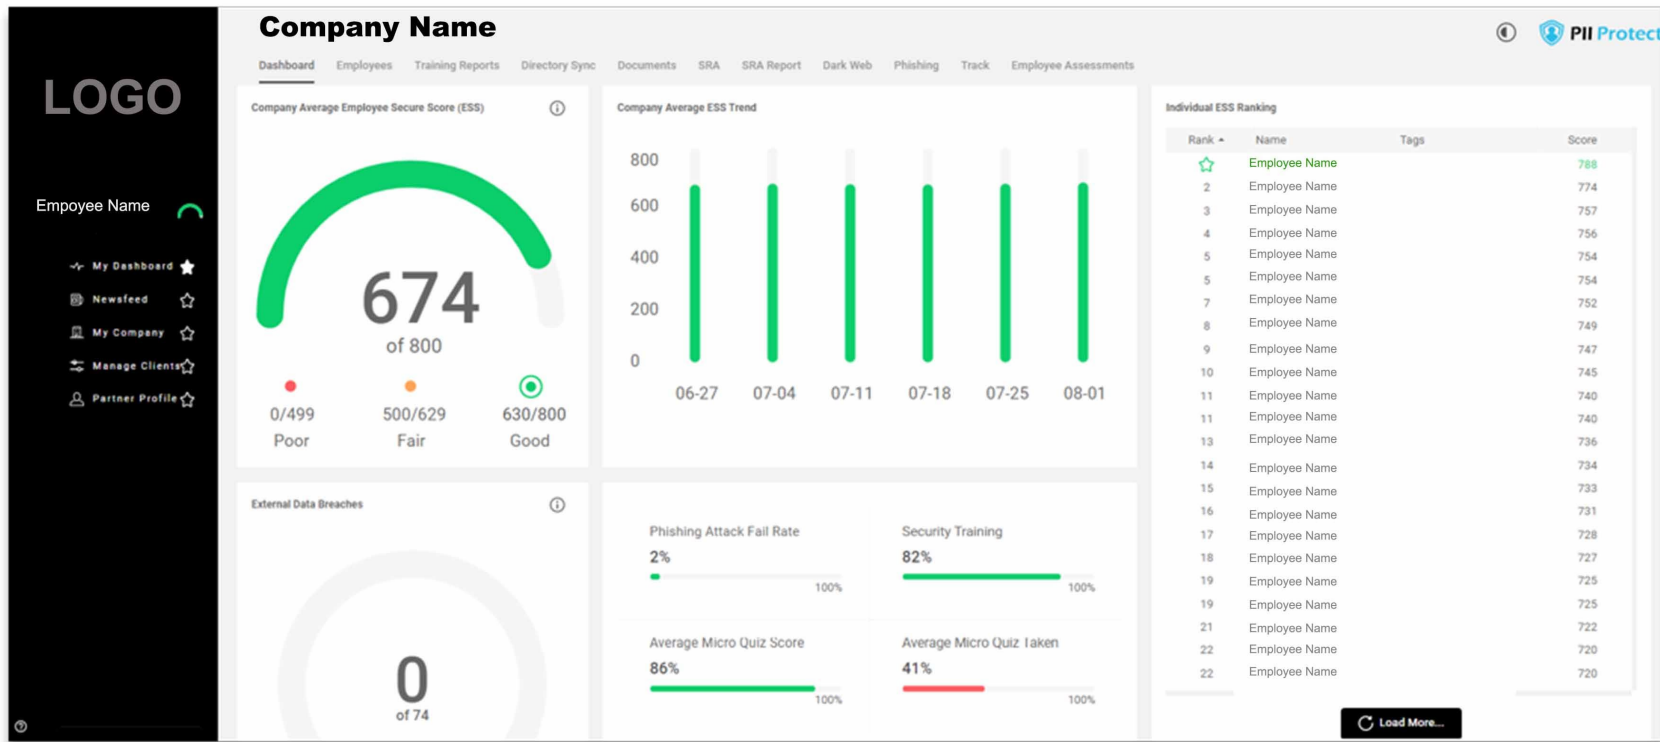 LOGO
Empoyee Name
My Dashboard
Newsfeed
My Company
Manage Clients
Partner Profile
Company Name
PII Protect
Dashboard Employees Training Reports Directory Sync Documents SRA SRA Report Dark Web Phishing Track Employee Assessments
Company Average Employee Secure Score (ESS)
674
of 800
0/499 500/629 630/800
Poor Fair Good
Company Average ESS Trend
800
600
400
200
0
06-27 07-04 07-11 07-18 07-25 08-01
External Data Breaches
0
of 74
Phishing Attack Fail Rate
2%
100%
Security Training
82%
100%
Average Micro Quiz Score
86%
100%
Average Micro Quiz Taken
41%
100%
Individual ESS Ranking
Rank Name Tags Score
Employee Name 788
2 Employee Name 774
3 Employee Name 757
4 Employee Name 756
5 Employee Name 754
5 Employee Name 754
7 Employee Name 752
8 Employee Name 749
9 Employee Name 747
10 Employee Name 745
11 Employee Name 740
11 Employee Name 740
13 Employee Name 736
14 Employee Name 734
15 Employee Name 733
16 Employee Name 731
17 Employee Name 728
18 Employee Name 727
19 Employee Name 725
19 Employee Name 725
21 Employee Name 722
22 Employee Name 720
22 Employee Name 720
Load More...